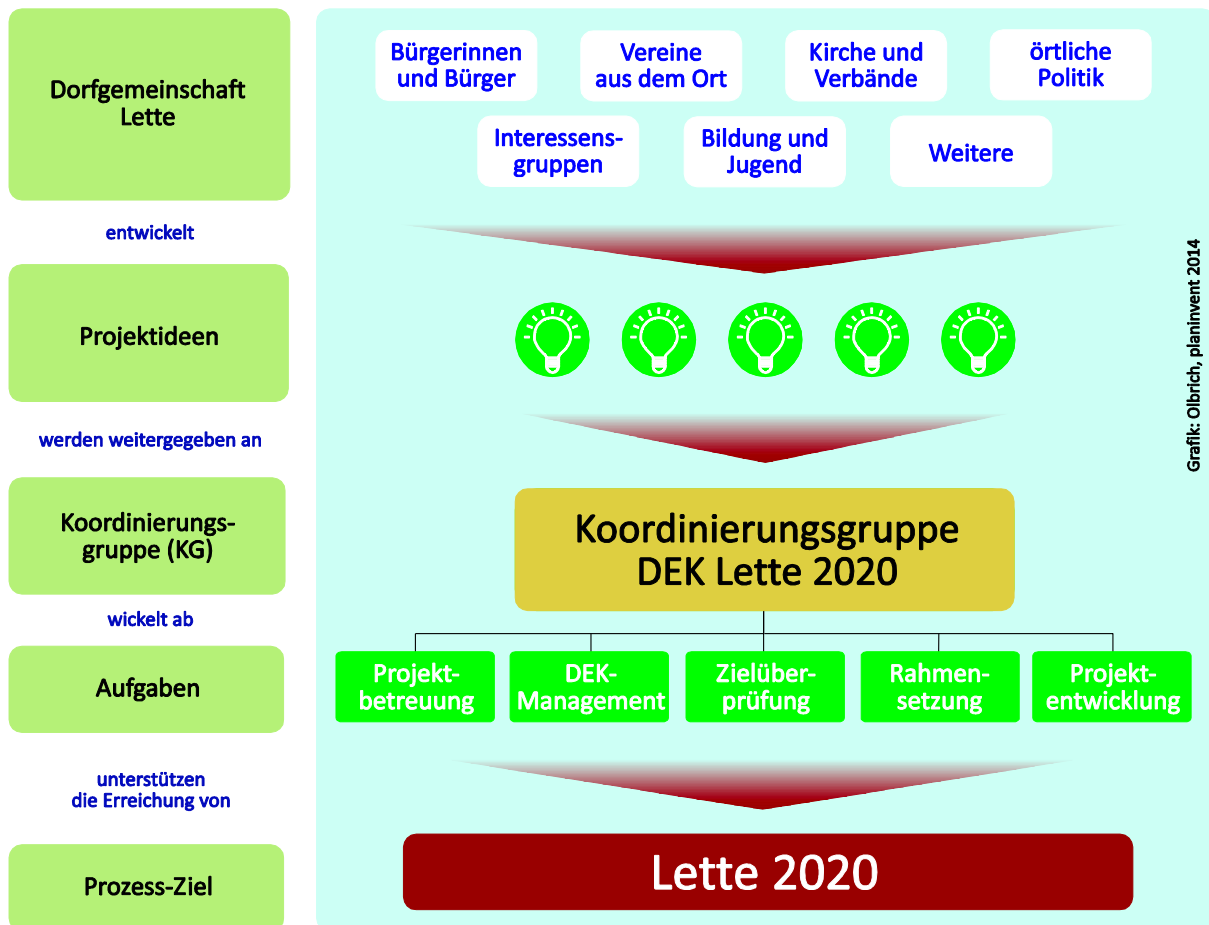 Dorfgemeinschaft
Lette
entwickelt
Projektideen
werden weitergegeben an
Koordinierungs-
gruppe (KG)
wickelt ab
Aufgaben
unterstützen
die Erreichung von
Prozess-Ziel
Bürgerinnen
und Bürger
Vereine
aus dem Ort
Kirche und
Verbände
örtliche
Politik
Interessens-
gruppen
Bildung und
Jugend
Weitere
Koordinierungsgruppe
DEK Lette 2020
Projekt-
betreuung
DEK-
Management
Zielüber-
prüfung
Rahmen-
setzung
Projekt-
entwicklung
Lette 2020
Grafik: Olbrich, planinvent 2014